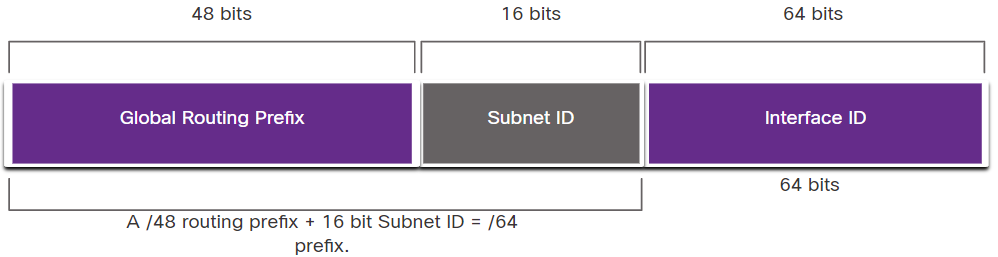 48 bits
16 bits
64 bits
Global Routing Prefix
Subnet ID
Interface ID
64 bits
A /48 routing prefix + 16 bit Subnet ID = /64
prefix.